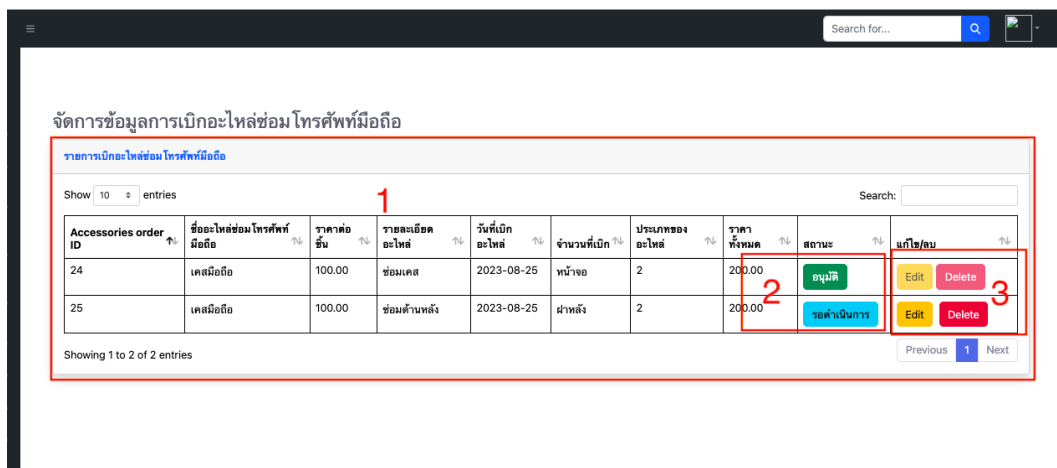 Search for...
จัดการข้อมูลการเบิกอะไหล่ซ่อมโทรศัพท์มือถือ
รายการเบิกอะไหล่ซ่อมโทรศัพท์มือถือ
Show 10 entries
1
Search:
Accessories order ID
ชื่ออะไหล่ซ่อมโทรศัพท์มือถือ
ราคาต่อชิ้น
รายละเอียดอะไหล่
วันที่เบิกอะไหล่
จำนวนที่เบิก
ประเภทของอะไหล่
ราคาทั้งหมด
สถานะ
แก้ไข/ลบ
24 เคสมือถือ 100.00 ซ่อมเคส 2023-08-25 หน้าจอ 2 200.00 อนุมัติ Edit Delete
2
3
25 เคสมือถือ 100.00 ซ่อมด้านหลัง 2023-08-25 ฝาหลัง 2 200.00 รอดำเนินการ Edit Delete
Showing 1 to 2 of 2 entries
Previous 1 Next